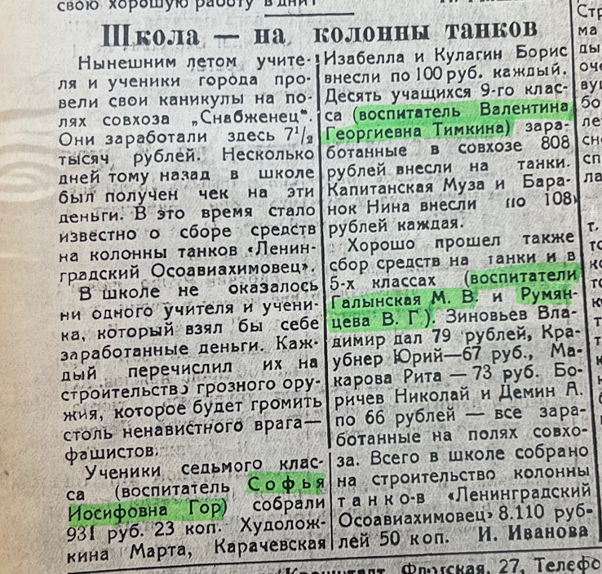 свою хорошую работу в дни
Школа — на колонны танков
Нынешним летом учите-
ля и ученики города про-
вели свои каникулы на по-
лях совхоза „Снабженец".
Они заработали здесь 7¹/₂
тысяч рублей. Несколько
дней тому назад в школе
был получен чек на эти
деньги. В это время стало
известно о сборе средств
на колонны танков «Ленин-
градский Осоавиахимовец».
В школе не оказалось
ни одного учителя и учени-
ка, который взял бы себе
заработанные деньги. Каж-
дый перечислил их на
строительство грозного ору-
жия, которое будет громить
столь ненавистного врага—
фашистов.
Ученики седьмого клас-
са (воспитатель Софья
Иосифовна Гор) собрали
931 руб. 23 коп. Худолож-
кина Марта, Карачевская
Изабелла и Кулагин Борис
внесли по 100 руб. каждый.
Десять учащихся 9-го клас-
са (воспитатель Валентина
Георгиевна Тимкина) зара-
ботанные в совхозе 808
рублей внесли на танки.
Капитанская Муза и Бара-
нок Нина внесли по 108
рублей каждая.
Хорошо прошел также
сбор средств на танки и в
5-х классах (воспитатели
Галынская М. В. и Румян-
цева В. Г.). Зиновьев Вла-
димир дал 79 рублей, Кра-
убнер Юрий—67 руб., Ма-
карова Рита — 73 руб. Бо-
ричев Николай и Демин А.
по 66 рублей — все зара-
ботанные на полях совхо-
за. Всего в школе собрано
на строительство колонны
танко-в «Ленинградский
Осоавиахимовец» 8.110 руб-
лей 50 коп. И. Иванова
Флотская, 27, Телефо